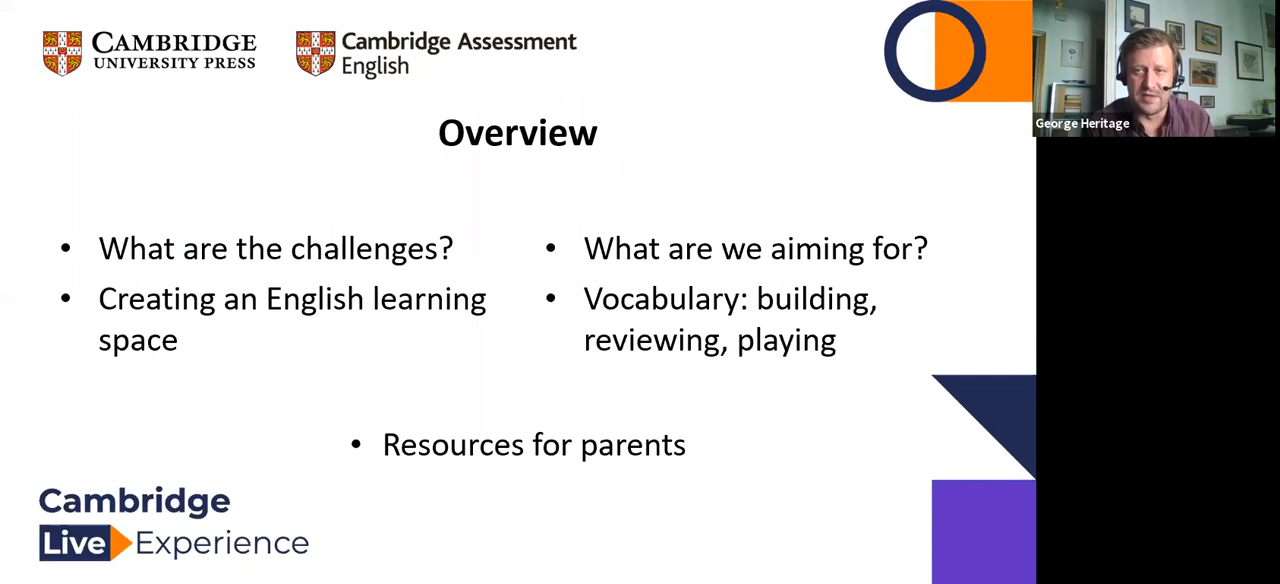 CAMBRIDGE
UNIVERSITY PRESS
Cambridge Assessment
English
George Heritage
Overview
• What are the challenges?
• Creating an English learning
space
• What are we aiming for?
• Vocabulary: building,
reviewing, playing
• Resources for parents
Cambridge
Live Experience